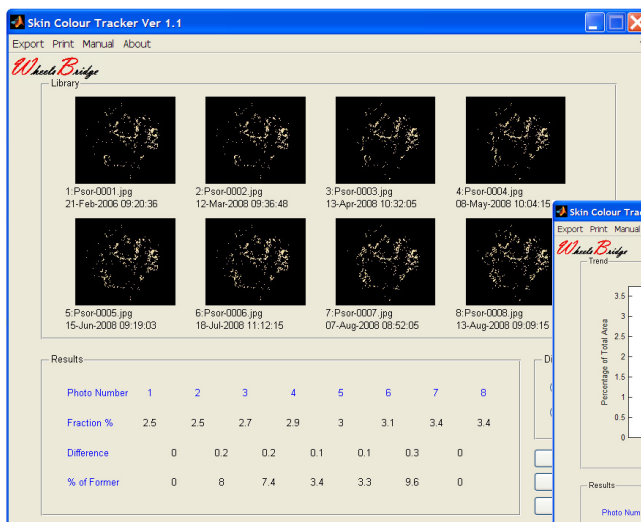 Skin Colour Tracker Ver 1.1
Export Print Manual About
Wheels Bridge
Library
1:Psor-0001.jpg 2:Psor-0002.jpg 3:Psor-0003.jpg 4:Psor-0004.jpg
21-Feb-2006 09:20:36 12-Mar-2008 09:36:48 13-Apr-2008 10:32:05 08-May-2008 10:04:15
5:Psor-0005.jpg 6:Psor-0006.jpg 7:Psor-0007.jpg 8:Psor-0008.jpg
15-Jun-2008 09:19:03 18-Jul-2008 11:12:15 07-Aug-2008 08:52:05 13-Aug-2008 09:09:15
Results
Photo Number 1 2 3 4 5 6 7 8
Fraction % 2.5 2.5 2.7 2.9 3 3.1 3.4 3.4
Difference 0 0.2 0.2 0.1 0.1 0.3 0
% of Former 0 8 7.4 3.4 3.3 9.6 0
Di
Skin Colour Trac
Export Print Manual
Wheels Bridge
Trend
Percentage of Total Area
3.5
3
2.5
2
1.5
1
0.5
0
Results
Photo Num